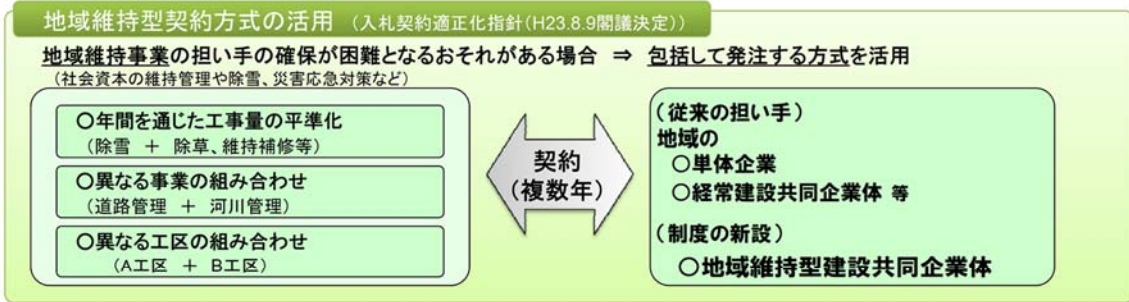 地域維持型契約方式の活用 （入札契約適正化指針(H23.8.9閣議決定)）
地域維持事業の担い手の確保が困難となるおそれがある場合 ⇒ 包括して発注する方式を活用
（社会資本の維持管理や除雪、災害応急対策など）
○年間を通じた工事量の平準化
（除雪 ＋ 除草、維持補修等）
○異なる事業の組み合わせ
（道路管理 ＋ 河川管理）
○異なる工区の組み合わせ
（A工区 ＋ B工区）
契約
（複数年）
（従来の担い手）
地域の
○単体企業
○経常建設共同企業体 等
（制度の新設）
○地域維持型建設共同企業体